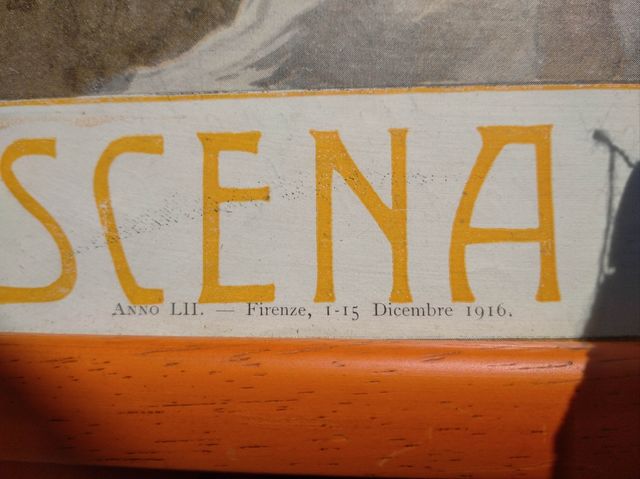 SCENA
ANNO LII. — Firenze, 1-15 Dicembre 1916.